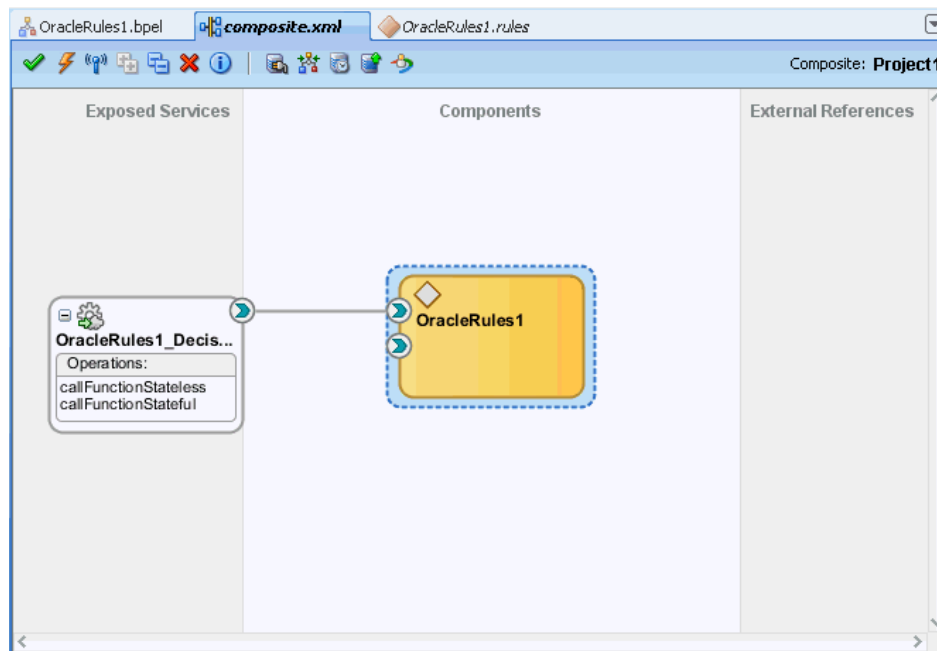 OracleRules1.bpel
composite.xml
OracleRules1.rules
Composite: Project1
Exposed Services
Components
External References
OracleRules1
OracleRules1_Decis...
Operations:
callFunctionStateless
callFunctionStateful